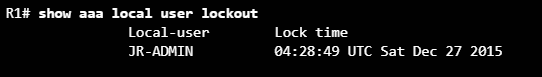 R1# show aaa local user lockout
Local-user Lock time
JR-ADMIN 04:28:49 UTC Sat Dec 27 2015